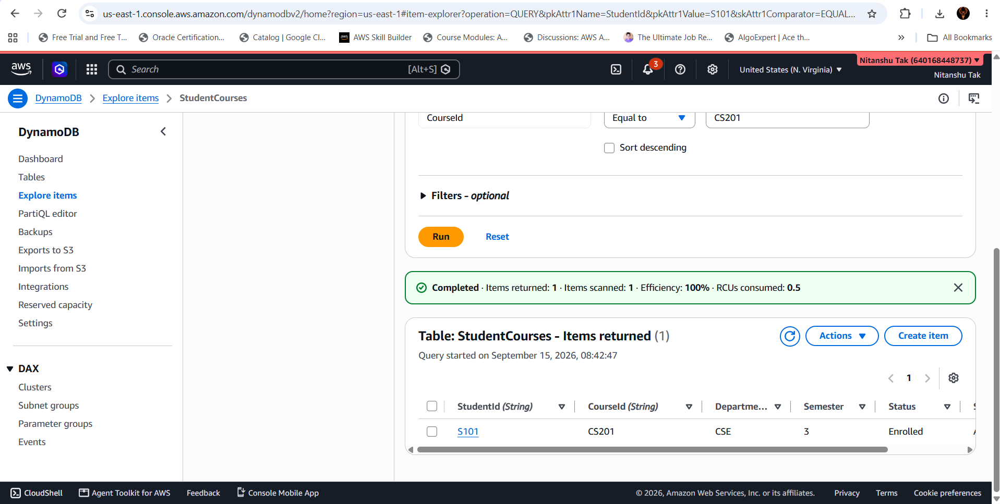 us-east-1.console.aws.amazon.com/dynamodbv2/home?region=us-east-1#item-explorer?operation=QUERY&pkAttr1Name=StudentId&pkAttr1Value=S101&skAttr1Comparator=EQUAL...
Free Trial and Free T...
Oracle Certification...
Catalog | Google Cl...
AWS Skill Builder
Course Modules: A...
Discussions: AWS A...
The Ultimate Job Re...
AlgoExpert | Ace th...
» All Bookmarks
aws
Search [Alt+S]
3
United States (N. Virginia)
Nitanshu Tak (640168448737)
Nitanshu Tak
DynamoDB
Explore items
StudentCourses
DynamoDB
Dashboard
Tables
Explore items
PartiQL editor
Backups
Exports to S3
Imports from S3
Integrations
Reserved capacity
Settings
DAX
Clusters
Subnet groups
Parameter groups
Events
CourseId Equal to CS201
Sort descending
Filters - optional
Run Reset
Completed · Items returned: 1 · Items scanned: 1 · Efficiency: 100% · RCUs consumed: 0.5
Table: StudentCourses - Items returned (1)
Query started on September 15, 2026, 08:42:47
Actions
Create item
1
StudentId (String) CourseId (String) Departme... Semester Status
S101 CS201 CSE 3 Enrolled
CloudShell Agent Toolkit for AWS Feedback Console Mobile App
© 2026, Amazon Web Services, Inc. or its affiliates. Privacy Terms Cookie preferences